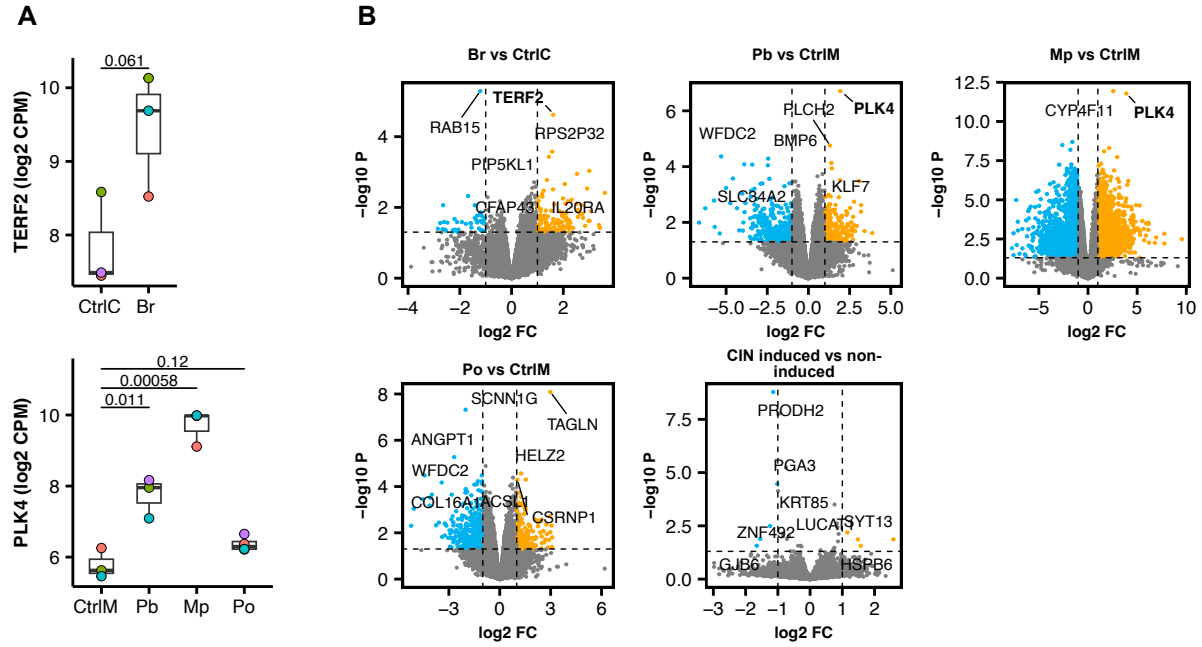 A
TERF2 (log2 CPM)
0.061
10
9
8
CtrlC Br
PLK4 (log2 CPM)
0.12
0.00058
0.011
10
8
6
CtrlM Pb Mp Po
B
Br vs CtrlC
−log10 P
4
2
0
TERF2
RAB15
RPS2P32
PIP5KL1
CFAP43
IL20RA
−4 −2 0 2
log2 FC
Pb vs CtrlM
−log10 P
6
4
2
0
PLCH2
PLK4
WFDC2
BMP6
KLF7
SLC34A2
−5.0 −2.5 0.0 2.5 5.0
log2 FC
Mp vs CtrlM
−log10 P
12.5
10.0
7.5
5.0
2.5
0.0
CYP4F11
PLK4
−5 0 5 10
log2 FC
Po vs CtrlM
−log10 P
8
6
4
2
0
SCNN1G
TAGLN
ANGPT1
HELZ2
WFDC2
COL16A1
ACSL1
CSRNP1
−3 0 3 6
log2 FC
CIN induced vs non-
induced
−log10 P
7.5
5.0
2.5
0.0
PRODH2
PGA3
KRT85
LUCAT1
SYT13
ZNF492
GJB6
HSPB6
−3 −2 −1 0 1 2
log2 FC